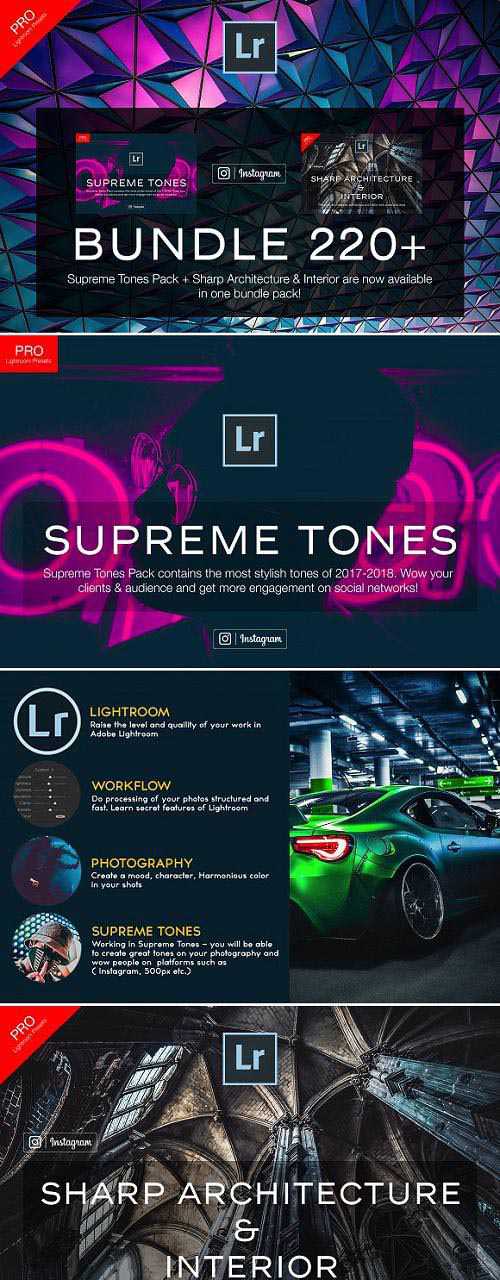 PRO
Lightroom Presets
Lr
Lr
SUPREME TONES
Instagram
Lr
SHARP ARCHITECTURE
&
INTERIOR
BUNDLE 220+
Supreme Tones Pack + Sharp Architecture & Interior are now available
in one bundle pack!
PRO
Lightroom Presets
Lr
SUPREME TONES
Supreme Tones Pack contains the most stylish tones of 2017-2018. Wow your
clients & audience and get more engagement on social networks!
Instagram
Lr
LIGHTROOM
Raise the level and quaility of your work in
Adobe Lightroom
WORKFLOW
Do processing of your photos structured and
fast. Learn secret features of Lightroom
PHOTOGRAPHY
Create a mood, character, Harmonious color
in your shots
SUPREME TONES
Working in Supreme Tones – you will be able
to create great tones on your photography and
wow people on platforms such as
( Instagram, 500px etc.)
PRO
Lightroom Presets
Lr
Instagram
SHARP ARCHITECTURE
&
INTERIOR